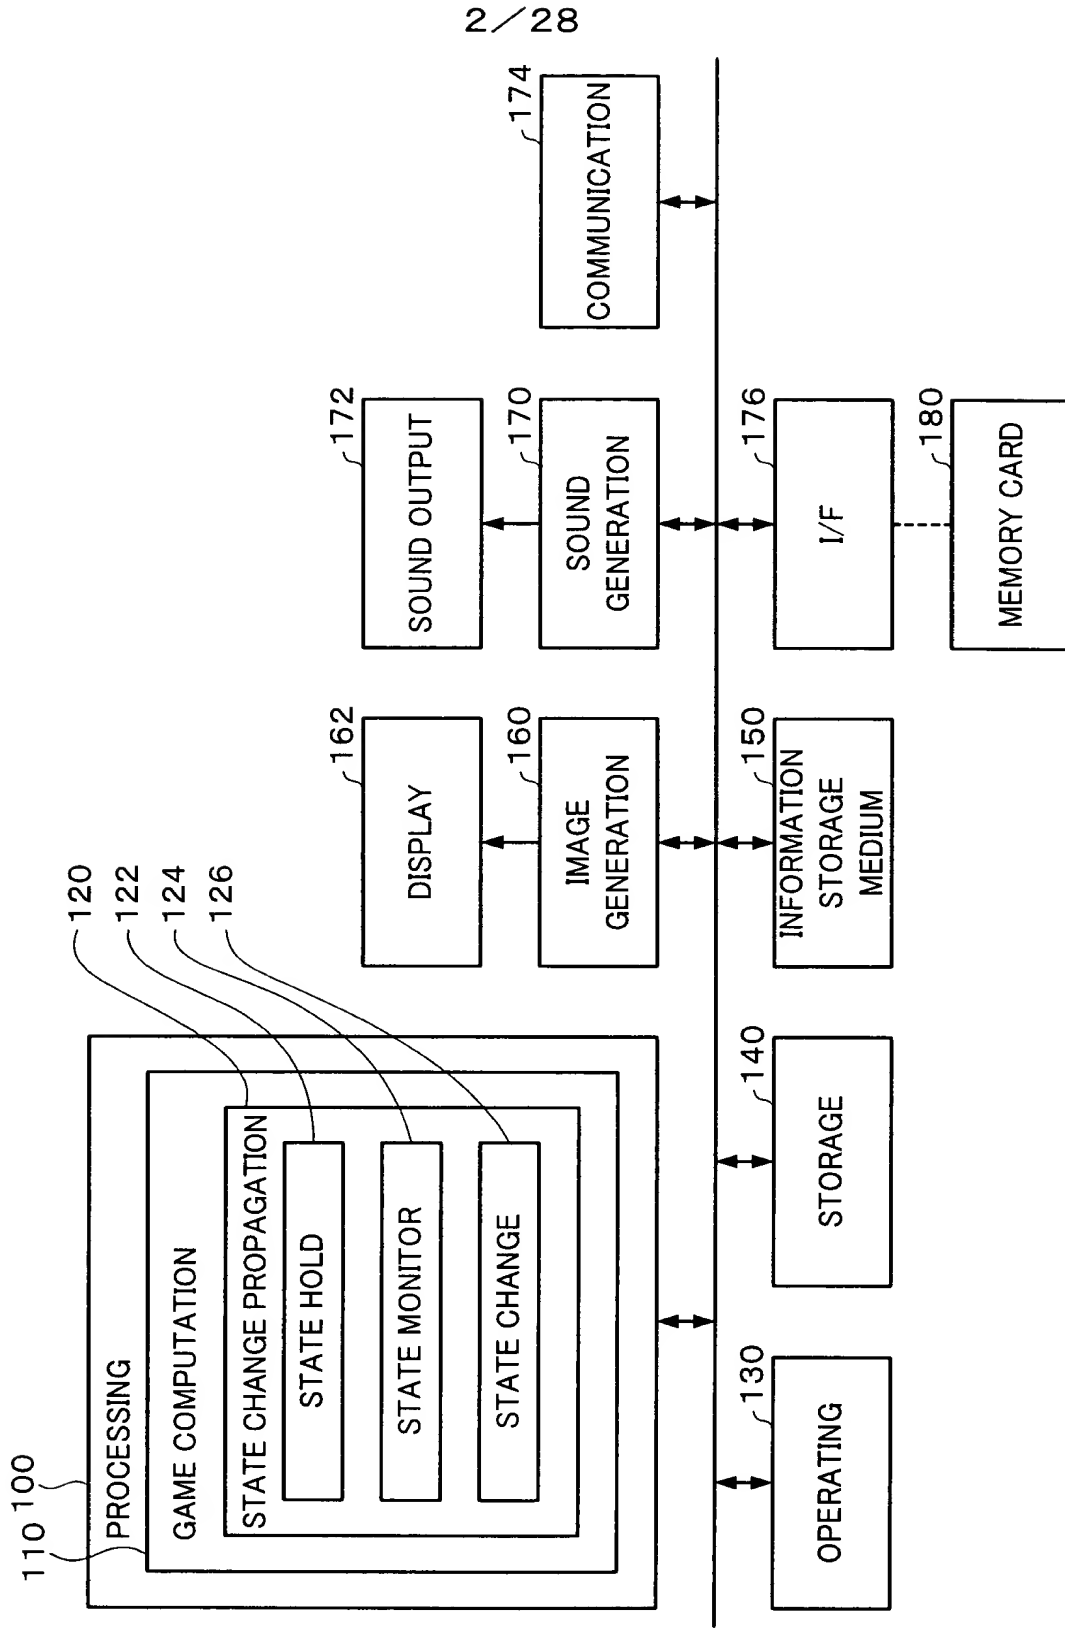 2/28
100
110
PROCESSING
GAME COMPUTATION
STATE CHANGE PROPAGATION
STATE HOLD
STATE MONITOR
STATE CHANGE
120
122
124
126
162
DISPLAY
160
IMAGE
GENERATION
172
SOUND OUTPUT
170
SOUND
GENERATION
174
COMMUNICATION
130
OPERATING
140
STORAGE
150
INFORMATION
STORAGE
MEDIUM
176
I/F
180
MEMORY CARD